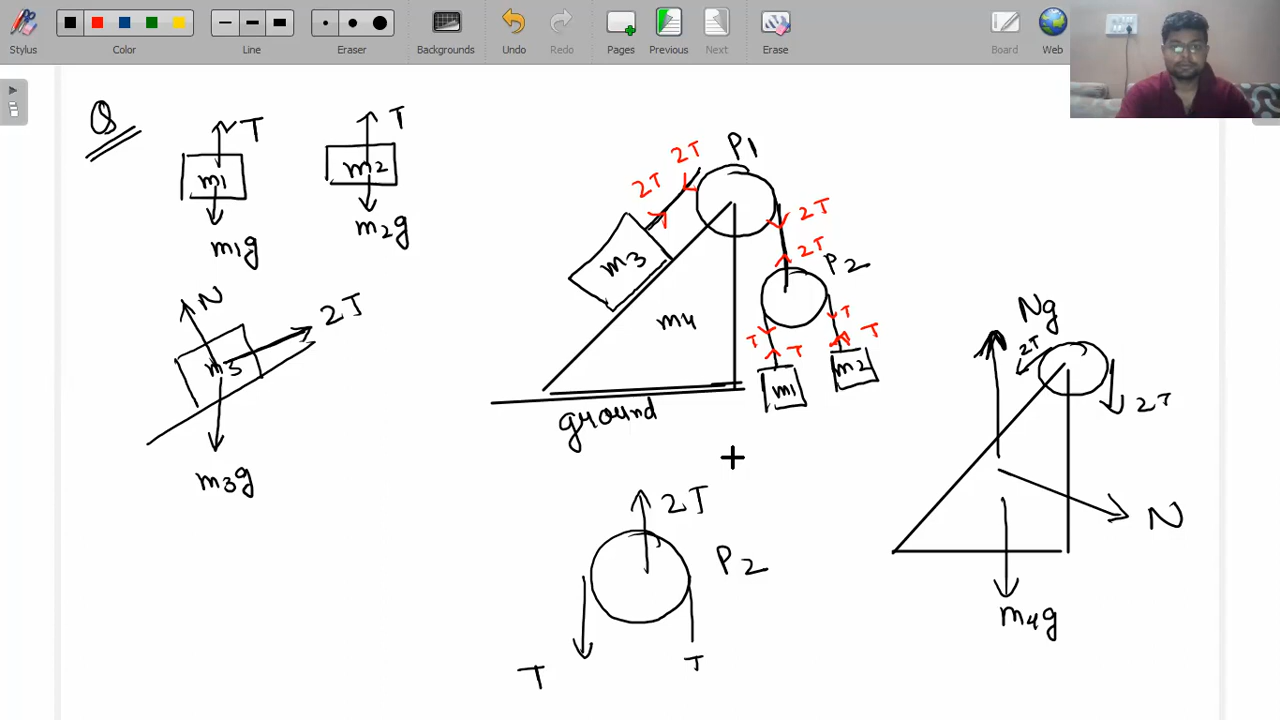 Stylus
Color
Line
Eraser
Backgrounds
Undo
Redo
Pages
Previous
Next
Erase
Board
Web
Q
T
m1
m1g
T
m2
m2g
N
2T
m3
m3g
P1
2T
2T
2T
2T
P2
m3
m4
T
T
T
T
m1
m2
ground
2T
P2
T
T
Ng
2T
2T
N
m4g